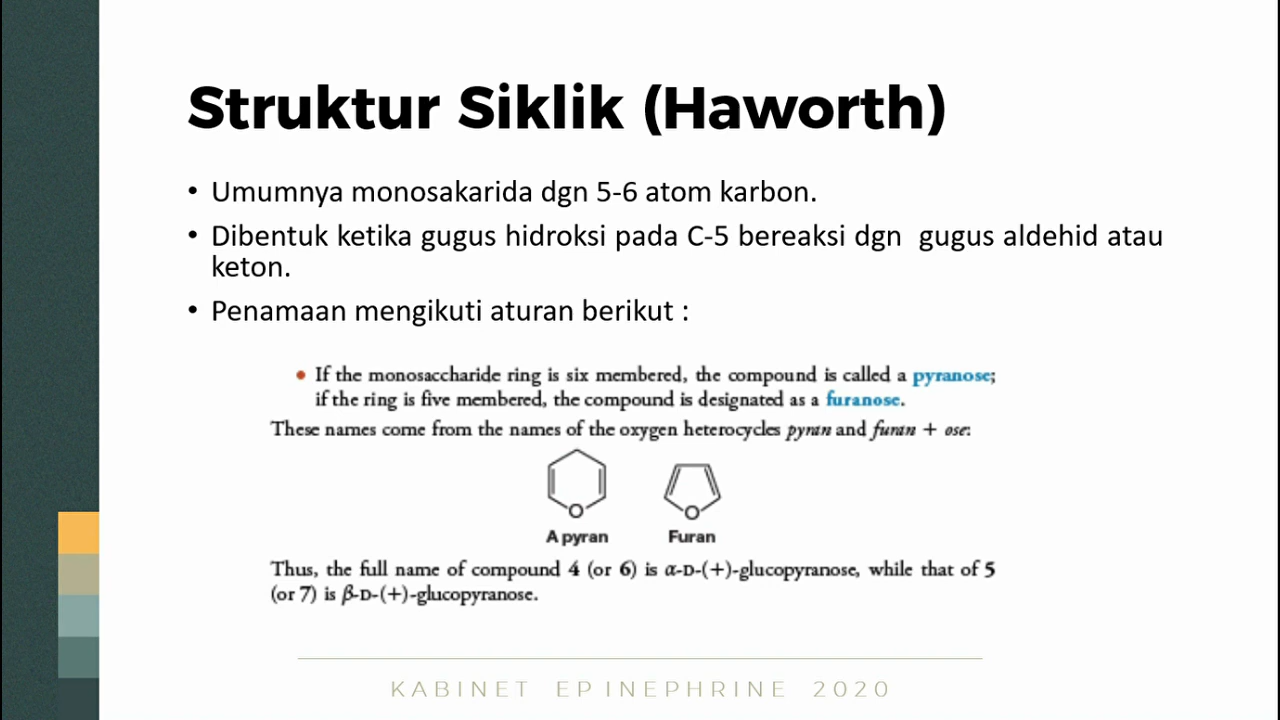 Struktur Siklik (Haworth)
• Umumnya monosakarida dgn 5-6 atom karbon.
• Dibentuk ketika gugus hidroksi pada C-5 bereaksi dgn gugus aldehid atau
keton.
• Penamaan mengikuti aturan berikut :
• If the monosaccharide ring is six membered, the compound is called a pyranose;
if the ring is five membered, the compound is designated as a furanose.
These names come from the names of the oxygen heterocycles pyran and furan + ose:
O O
A pyran Furan
Thus, the full name of compound 4 (or 6) is α-D-(+)-glucopyranose, while that of 5
(or 7) is β-D-(+)-glucopyranose.
KABINET EPINEPHRINE 2020